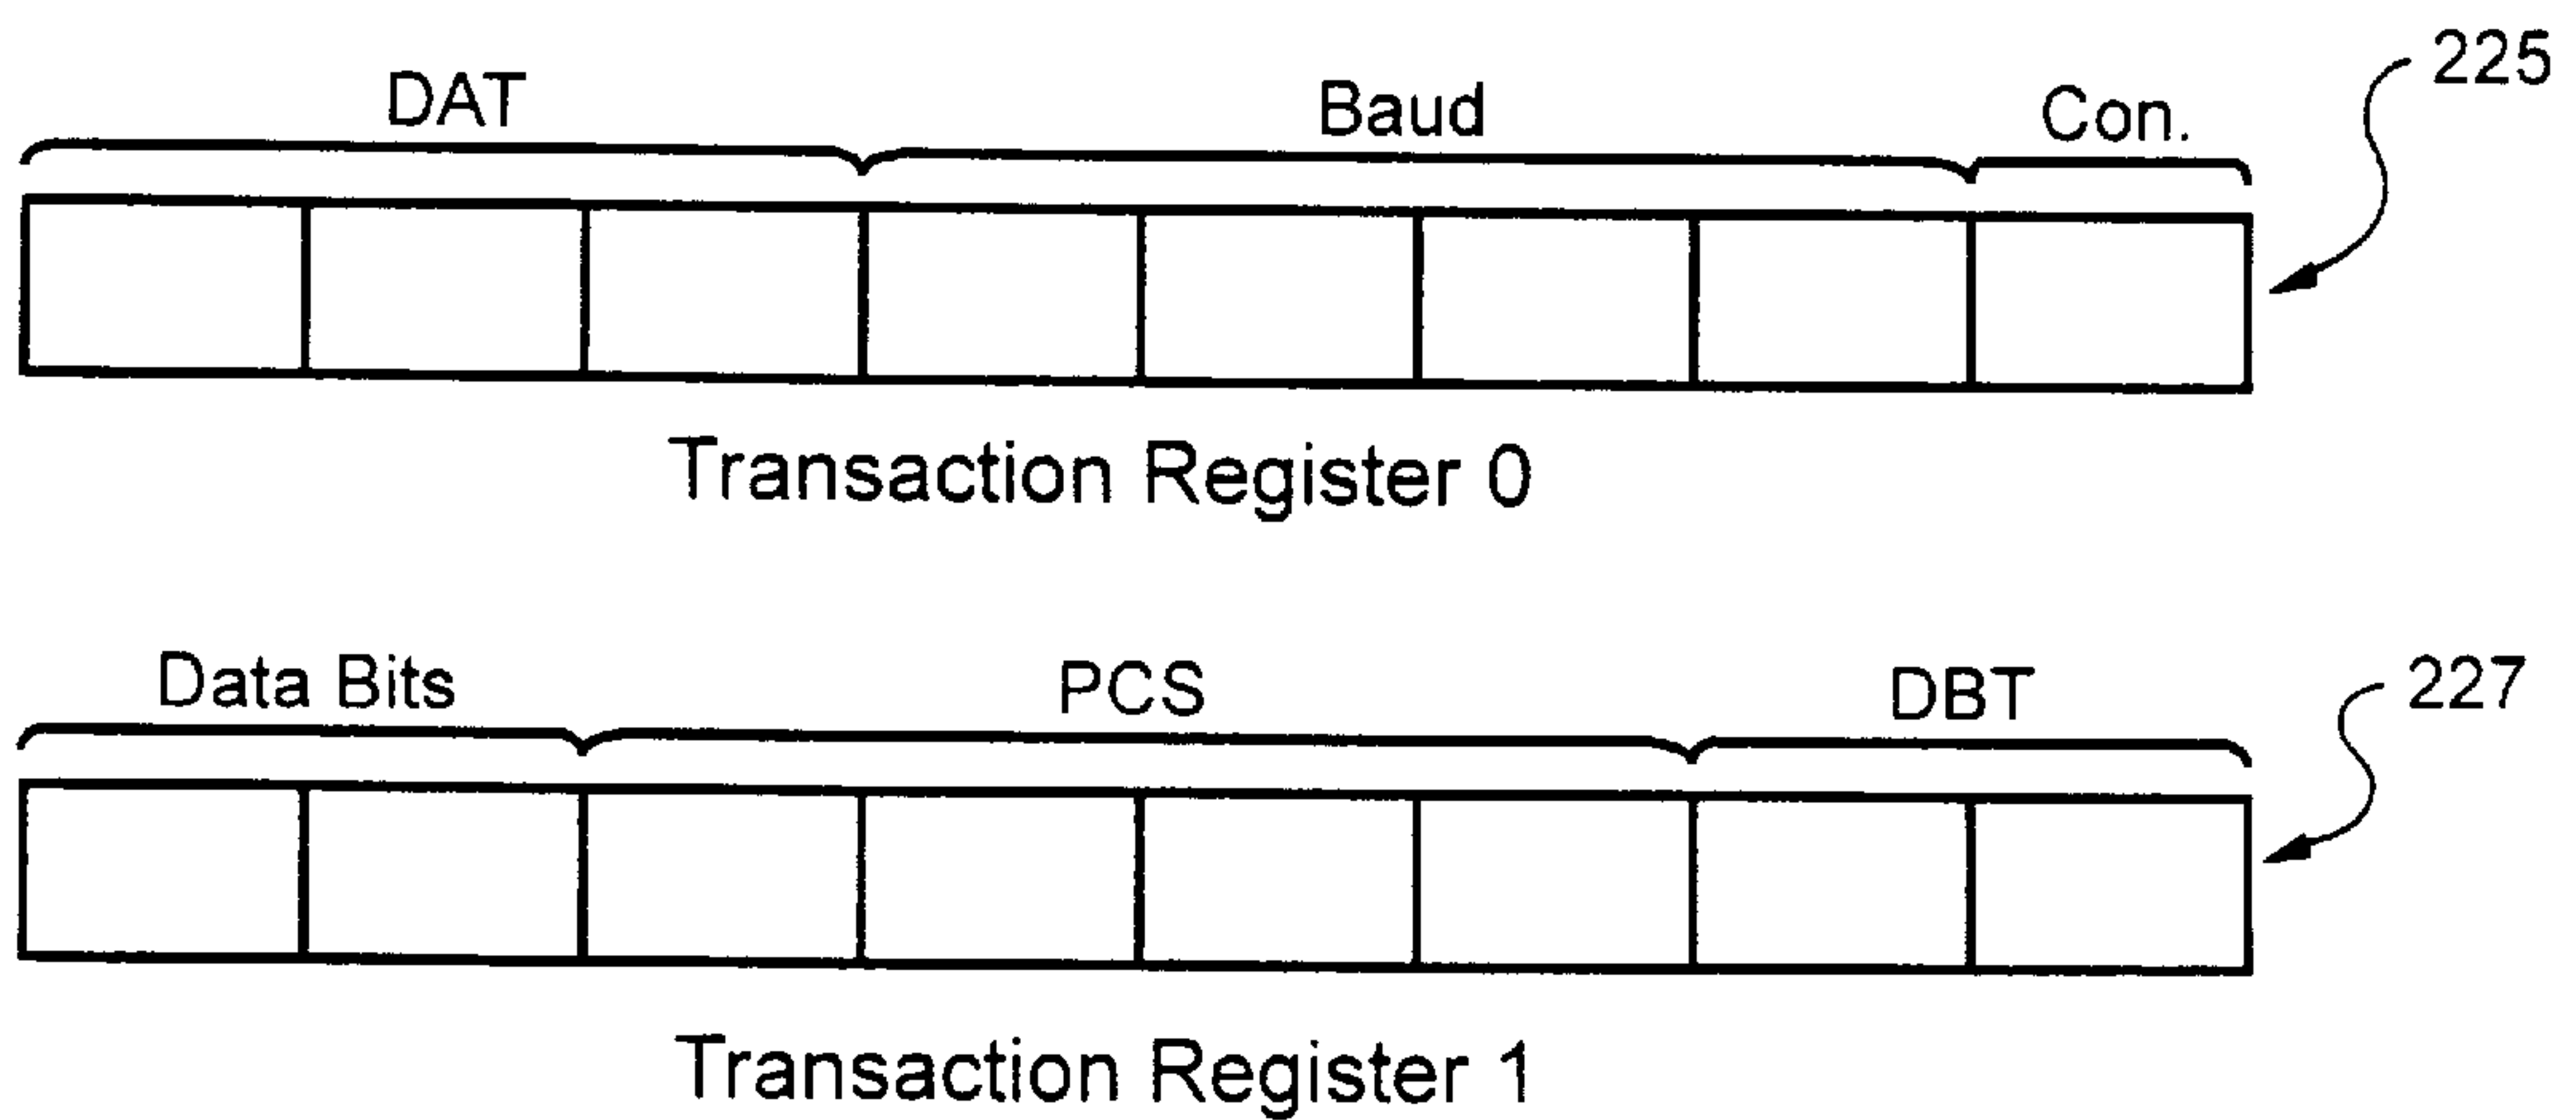 DAT Baud Con. 225
Transaction Register 0
Data Bits PCS DBT 227
Transaction Register 1